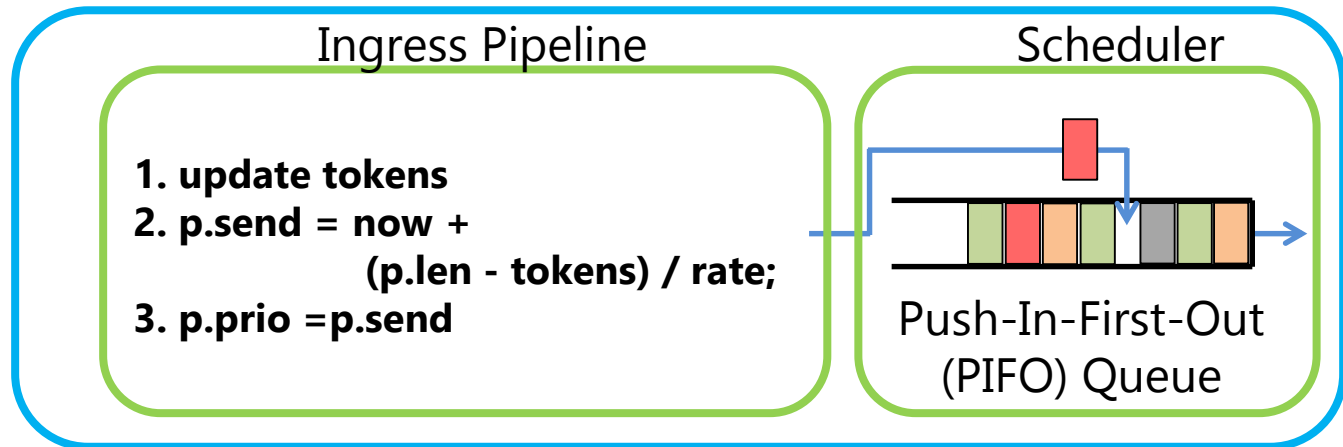 Ingress Pipeline
Scheduler
1. update tokens
2. p.send = now +
(p.len - tokens) / rate;
3. p.prio =p.send
Push-In-First-Out
(PIFO) Queue